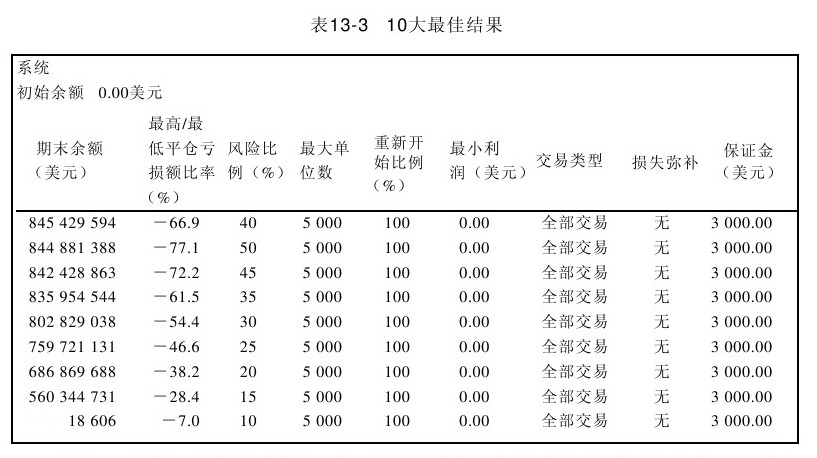 表13-3 10大最佳结果
系统
初始余额 0.00美元
期末余额（美元） 最高/最低平仓亏损额比率（%） 风险比例（%） 最大单位数 重新开始比例（%） 最小利润（美元） 交易类型 损失弥补 保证金（美元）
845 429 594 －66.9 40 5 000 100 0.00 全部交易 无 3 000.00
844 881 388 －77.1 50 5 000 100 0.00 全部交易 无 3 000.00
842 428 863 －72.2 45 5 000 100 0.00 全部交易 无 3 000.00
835 954 544 －61.5 35 5 000 100 0.00 全部交易 无 3 000.00
802 829 038 －54.4 30 5 000 100 0.00 全部交易 无 3 000.00
759 721 131 －46.6 25 5 000 100 0.00 全部交易 无 3 000.00
686 869 688 －38.2 20 5 000 100 0.00 全部交易 无 3 000.00
560 344 731 －28.4 15 5 000 100 0.00 全部交易 无 3 000.00
18 606 －7.0 10 5 000 100 0.00 全部交易 无 3 000.00